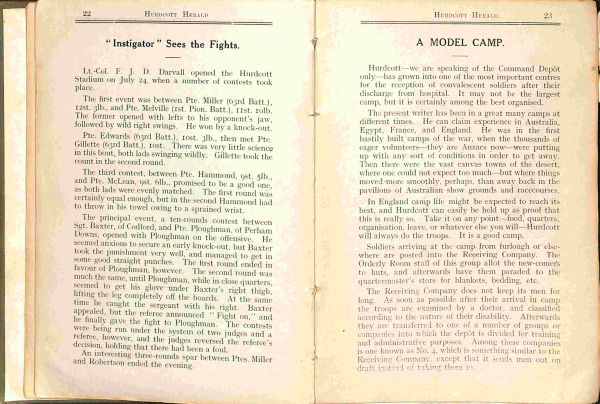 22 HURDCOTT HERALD
"Instigator" Sees the Fights.
Lt.-Col. F. J. D. Darvall opened the Hurdcott
Stadium on July 24, when a number of contests took
place.
The first event was between Pte. Miller (63rd Batt.),
12st. 3lb., and Pte. Melville (1st. Pion. Batt.), 11st. 10lb.
The former opened with lefts to his opponent's jaw,
followed by wild right swings. He won by a knock-out.
Pte. Edwards (63rd Batt.), 10st. 3lb., then met Pte.
Gillette (63rd Batt.), 10st. There was very little science
in this bout, both lads swinging wildly. Gillette took the
count in the second round.
The third contest, between Pte. Hammond, 9st. 5lb.,
and Pte. McLean, 9st. 6lb., promised to be a good one,
as both lads were evenly matched. The first round was
certainly equal enough, but in the second Hammond had
to throw in his towel owing to a sprained wrist.
The principal event, a ten-rounds contest between
Sgt. Baxter, of Codford, and Pte. Ploughman, of Perham
Downs, opened with Ploughman on the offensive. He
seemed anxious to secure an early knock-out, but Baxter
took the punishment very well, and managed to get in
some good straight punches. The first round ended in
favour of Ploughman, however. The second round was
much the same, until Ploughman, while in close quarters,
seemed to get his glove under Baxter's right thigh,
lifting the leg completely off the boards. At the same
time he caught the sergeant with his right. Baxter
appealed, but the referee announced "Fight on," and
he finally gave the fight to Ploughman. The contests
were being run under the system of two judges and a
referee, however, and the judges reversed the referee's
decision, holding that there had been a foul.
An interesting three-rounds spar between Ptes. Miller
and Robertson ended the evening.
HURDCOTT HERALD. 23
A MODEL CAMP.
Hurdcott—we are speaking of the Command Depôt
only—has grown into one of the most important centres
for the reception of convalescent soldiers after their
discharge from hospital. It may not be the largest
camp, but it is certainly among the best organised.
The present writer has been in a great many camps at
different times. He can claim experience in Australia,
Egypt, France, and England. He was in the first
hastily built camps of the war, when the thousands of
eager volunteers—they are Anzacs now—were putting
up with any sort of conditions in order to get away.
Then there were the vast canvas towns of the desert,
where one could not expect too much—but where things
moved more smoothly, perhaps, than away back in the
pavilions of Australian show grounds and racecourses.
In England camp life might be expected to reach its
best, and Hurdcott can easily be held up as proof that
this is really so. Take it on any point—food, quarters,
organisation, leave, or whatever else you will—Hurdcott
will always do the troops. It is a good camp.
Soldiers arriving at the camp from furlough or else-
where are posted into the Receiving Company. The
Orderly Room staff of this group allot the new-comers
to huts, and afterwards have them paraded to the
quartermaster's store for blankets, bedding, etc.
The Receiving Company does not keep its men for
long. As soon as possible after their arrival in camp
the troops are examined by a doctor, and classified
according to the nature of their disability. Afterwards
they are transferred to one of a number of groups or
companies into which the depôt is divided for training
and administrative purposes. Among these companies
is one known as No. 4, which is something similar to the
Receiving Company, except that it sends men out on
draft instead of taking them in.